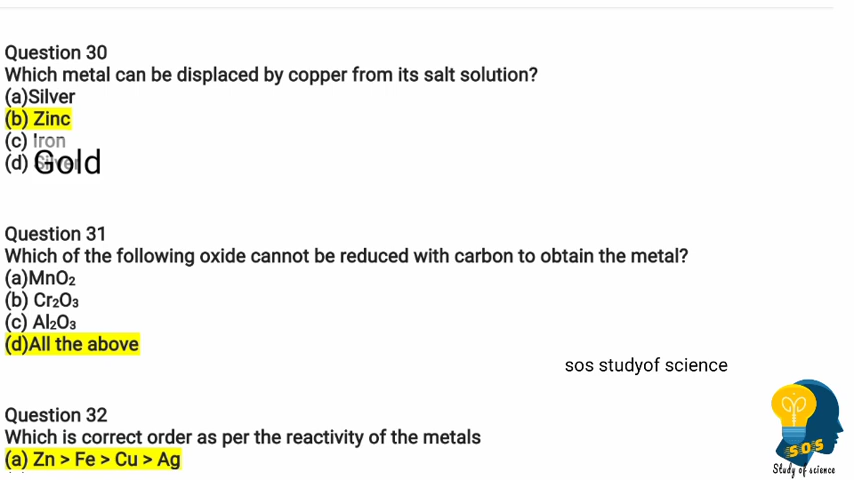 Question 30
Which metal can be displaced by copper from its salt solution?
(a)Silver
(b) Zinc
(c) Iron
(d) Gold
Question 31
Which of the following oxide cannot be reduced with carbon to obtain the metal?
(a)MnO₂
(b) Cr₂O₃
(c) Al₂O₃
(d)All the above
sos studyof science
Question 32
Which is correct order as per the reactivity of the metals
(a) Zn > Fe > Cu > Ag
SOS
Study of science